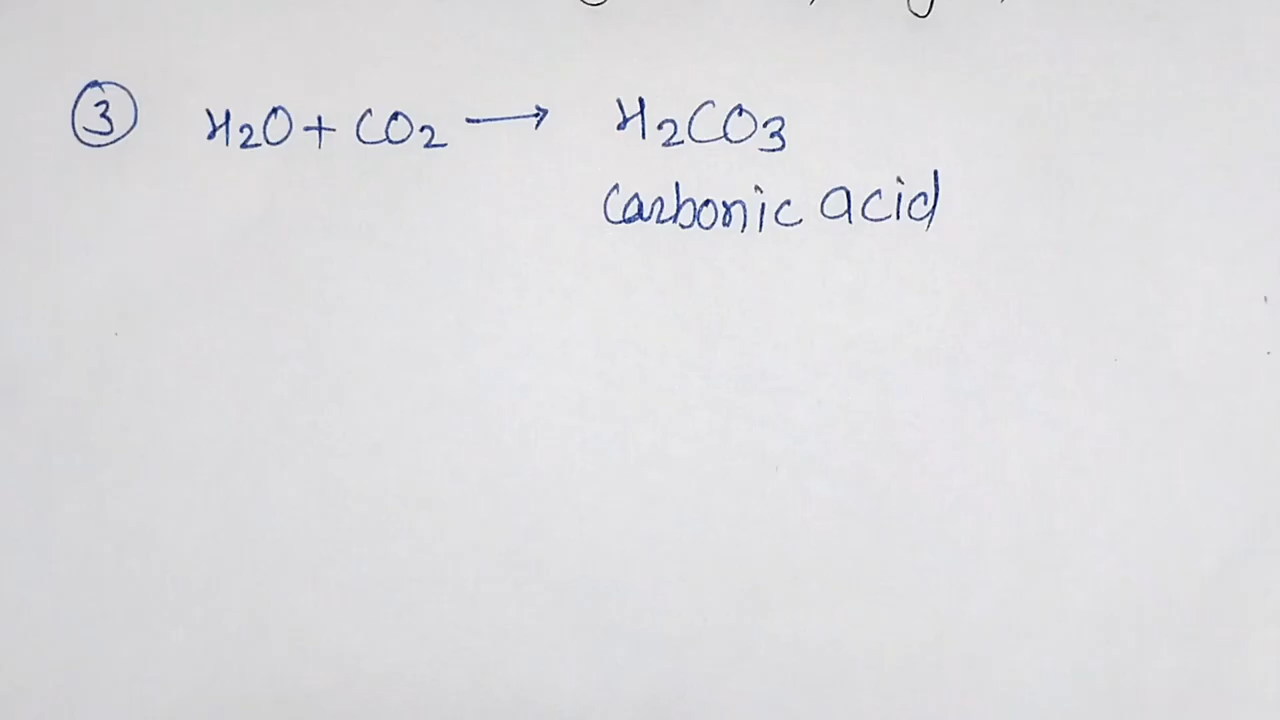 ③ H2O + CO2 ⟶ H2CO3
carbonic acid